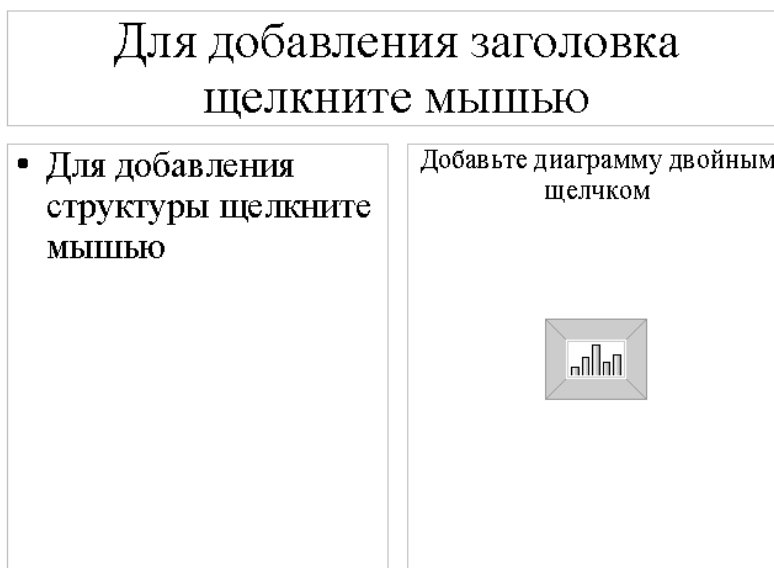 Для добавления заголовка
щелкните мышью
• Для добавления
структуры щелкните
мышью
Добавьте диаграмму двойным
щелчком